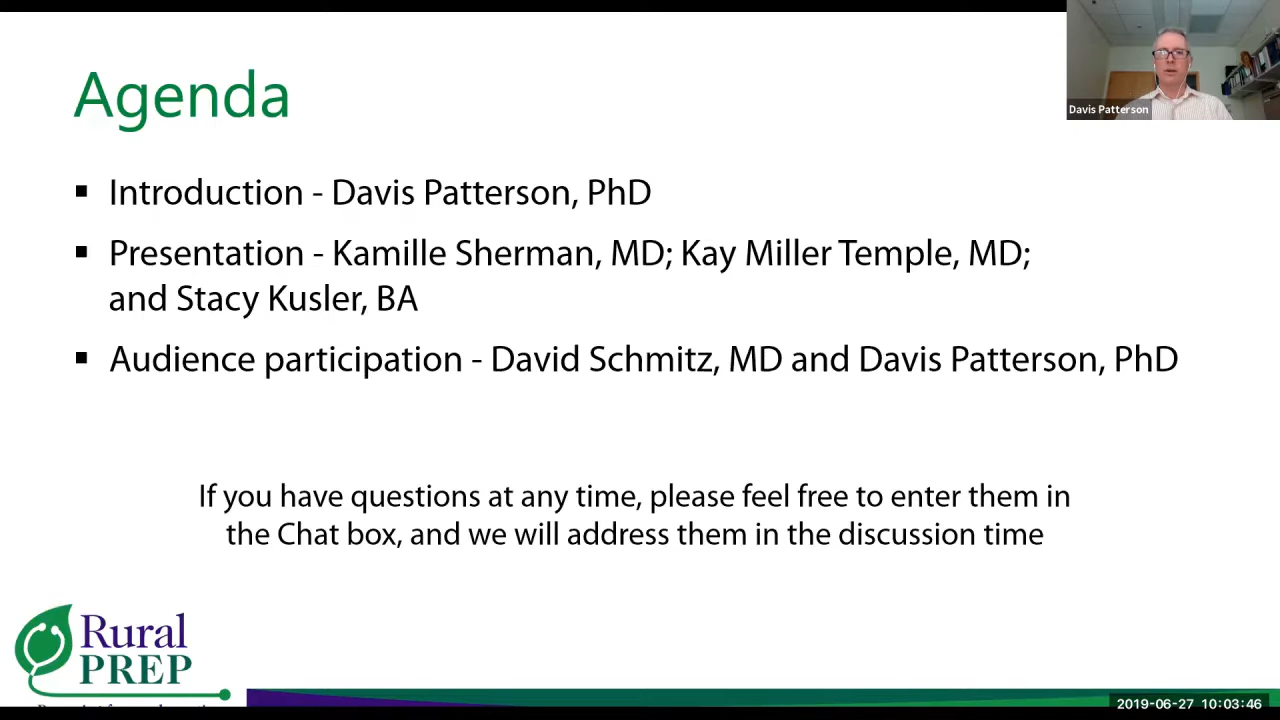 Agenda
Davis Patterson
▪ Introduction - Davis Patterson, PhD
▪ Presentation - Kamille Sherman, MD; Kay Miller Temple, MD;
and Stacy Kusler, BA
▪ Audience participation - David Schmitz, MD and Davis Patterson, PhD
If you have questions at any time, please feel free to enter them in
the Chat box, and we will address them in the discussion time
Rural
PREP
2019-06-27 10:03:46